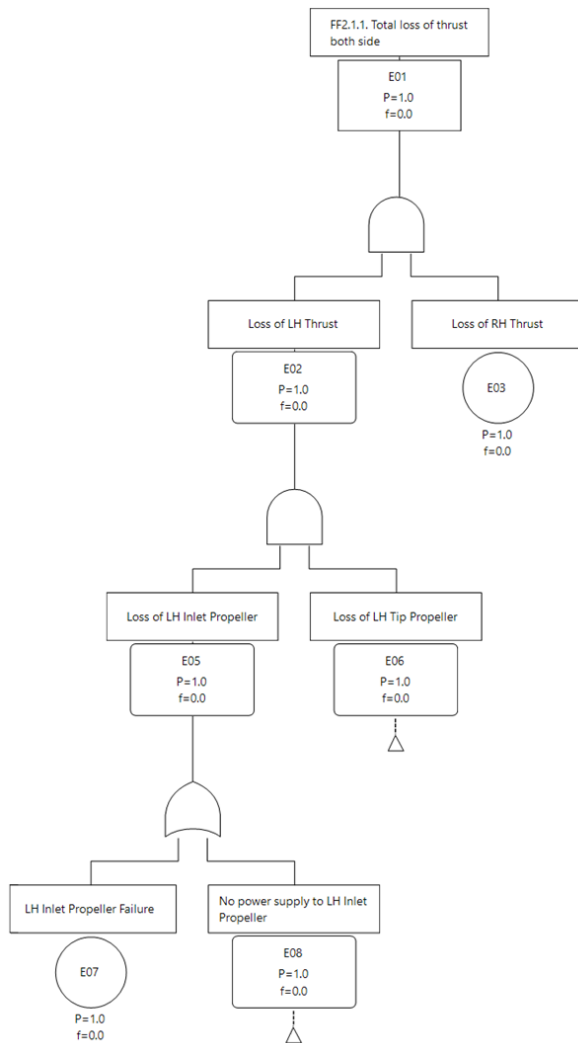 FF2.1.1. Total loss of thrust
both side
E01
P=1.0
f=0.0
Loss of LH Thrust
Loss of RH Thrust
E02
P=1.0
f=0.0
E03
P=1.0
f=0.0
Loss of LH Inlet Propeller
Loss of LH Tip Propeller
E05
P=1.0
f=0.0
E06
P=1.0
f=0.0
LH Inlet Propeller Failure
No power supply to LH Inlet
Propeller
E07
P=1.0
f=0.0
E08
P=1.0
f=0.0